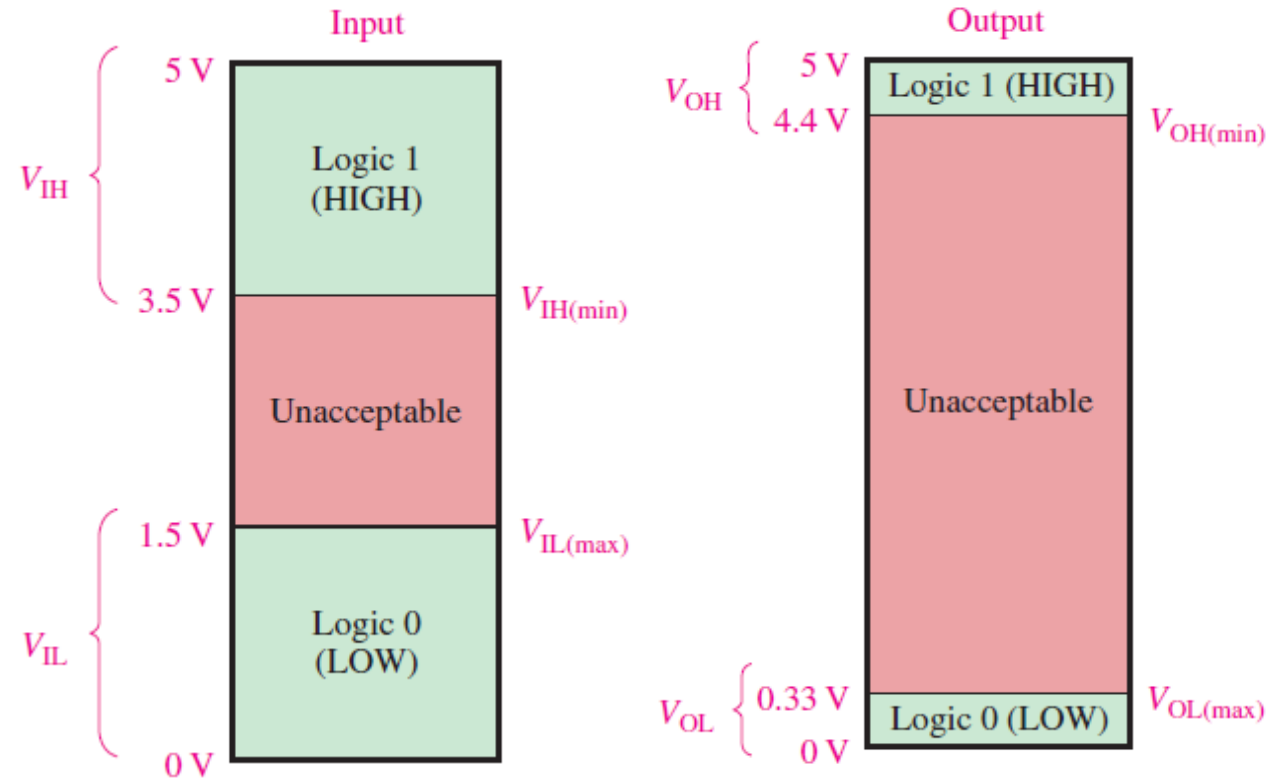 Input
5 V
V_IH
Logic 1
(HIGH)
3.5 V
V_IH(min)
Unacceptable
1.5 V
V_IL(max)
V_IL
Logic 0
(LOW)
0 V
Output
5 V
V_OH
Logic 1 (HIGH)
4.4 V
V_OH(min)
Unacceptable
0.33 V
V_OL(max)
V_OL
Logic 0 (LOW)
0 V